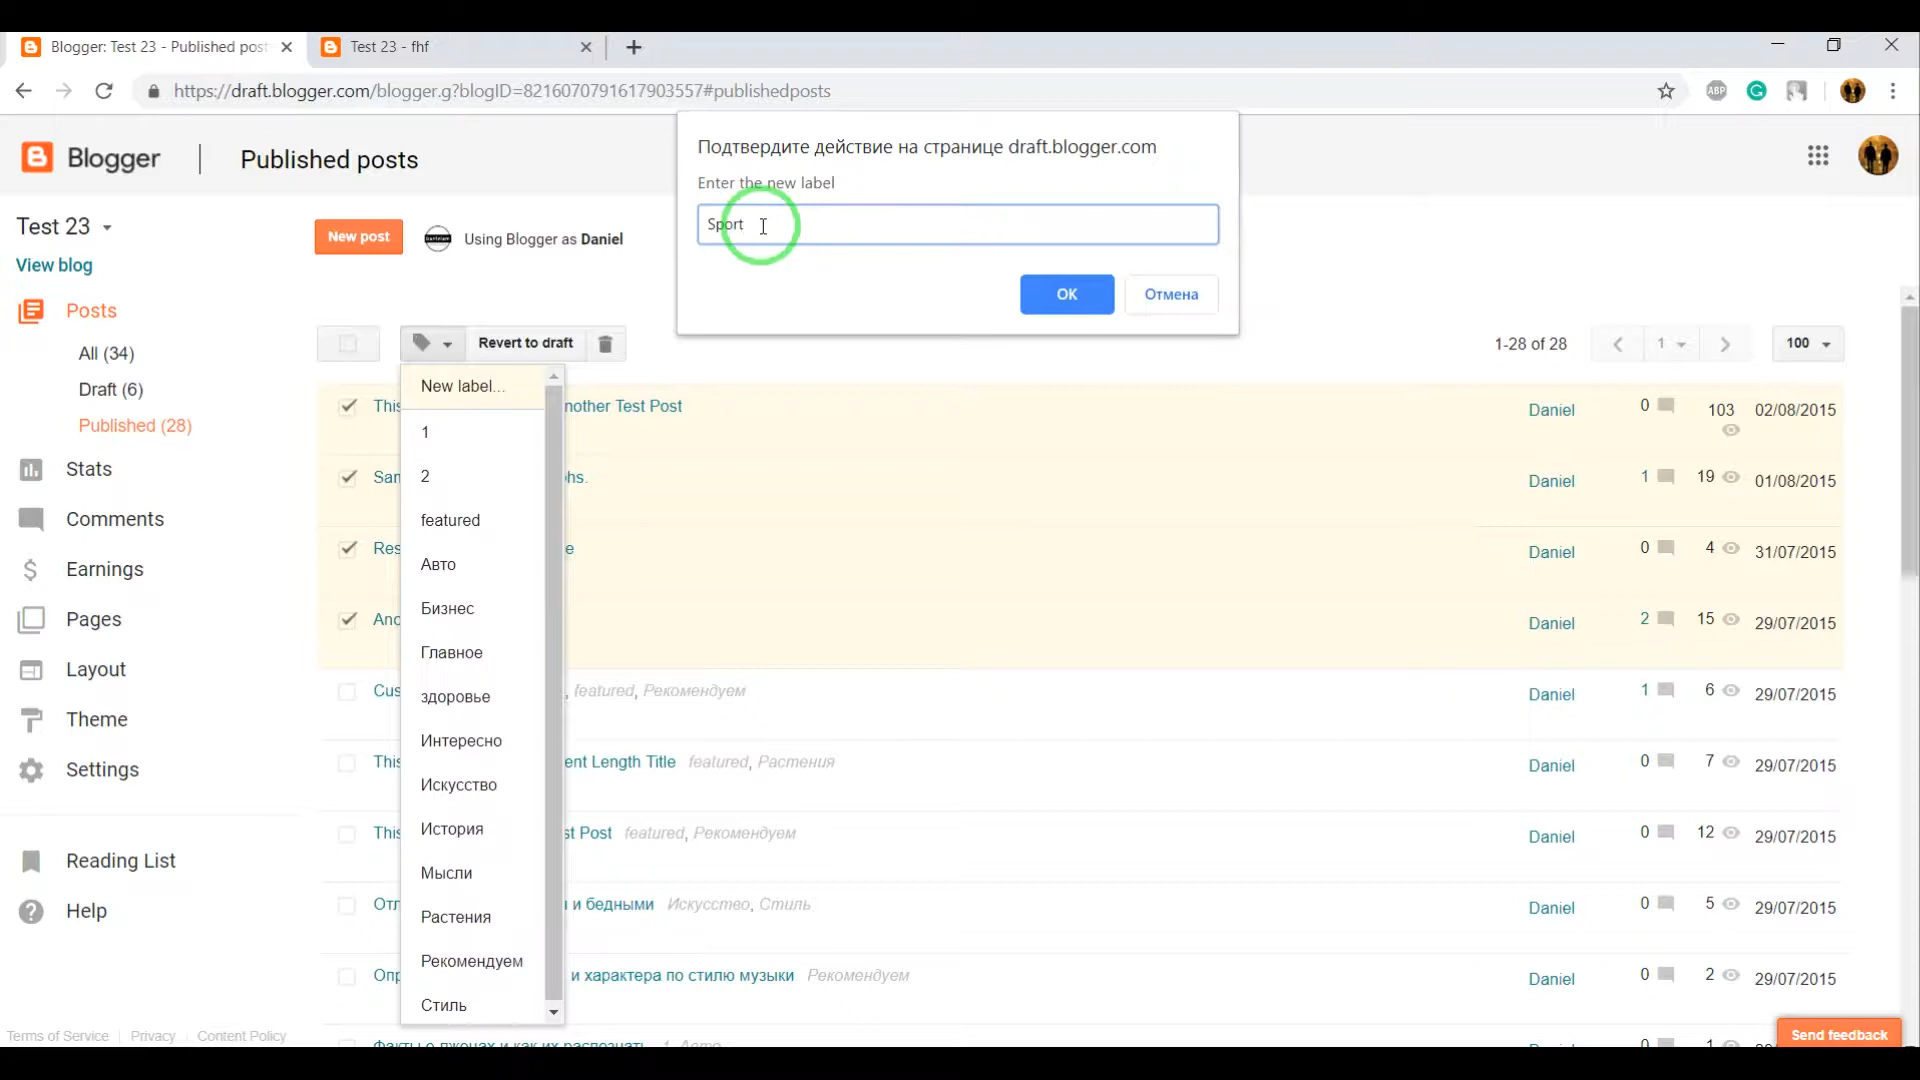 Blogger: Test 23 - Published post
Test 23 - fhf
https://draft.blogger.com/blogger.g?blogID=8216070791617903557#publishedposts
ABP
Blogger
Published posts
Подтвердите действие на странице draft.blogger.com
Enter the new label
Sport
OK
Отмена
Test 23
View blog
New post
Using Blogger as Daniel
Posts
All (34)
Draft (6)
Published (28)
Stats
Comments
Earnings
Pages
Layout
Theme
Settings
Reading List
Help
Terms of Service
Privacy
Content Policy
Revert to draft
1-28 of 28
1
100
New label...
1
2
featured
Авто
Бизнес
Главное
здоровье
Интересно
Искусство
История
Мысли
Растения
Рекомендуем
Стиль
This
nother Test Post
Daniel
0
103
02/08/2015
Sam
hs.
Daniel
1
19
01/08/2015
Res
e
Daniel
0
4
31/07/2015
Ano
Daniel
2
15
29/07/2015
Cus
, featured, Рекомендуем
Daniel
1
6
29/07/2015
This
ent Length Title featured, Растения
Daniel
0
7
29/07/2015
This
st Post featured, Рекомендуем
Daniel
0
12
29/07/2015
Отл
и бедными Искусство, Стиль
Daniel
0
5
29/07/2015
Опр
и характера по стилю музыки Рекомендуем
Daniel
0
2
29/07/2015
Send feedback